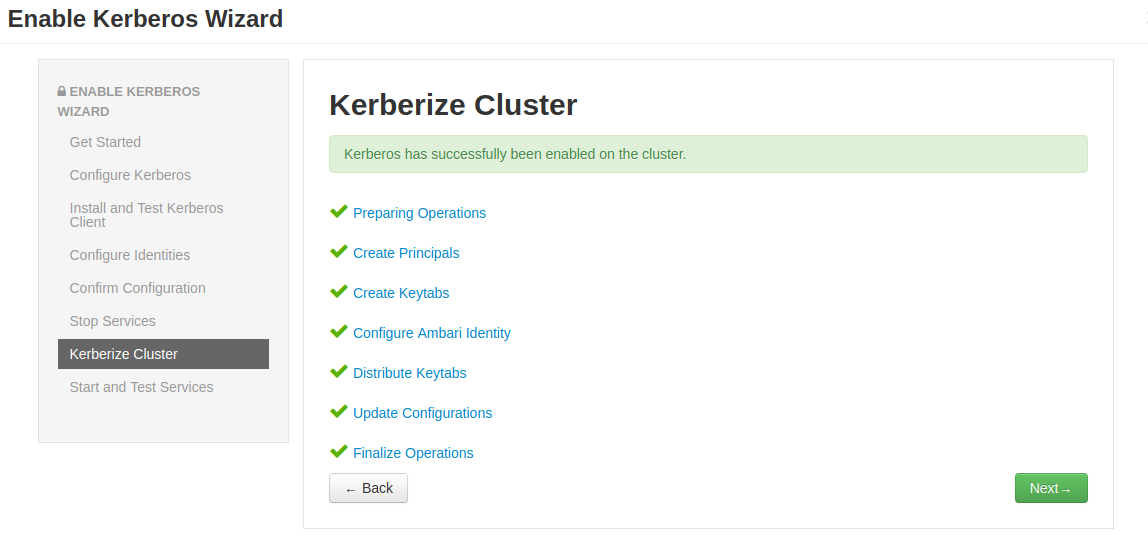 Enable Kerberos Wizard
ENABLE KERBEROS
WIZARD
Get Started
Configure Kerberos
Install and Test Kerberos
Client
Configure Identities
Confirm Configuration
Stop Services
Kerberize Cluster
Start and Test Services
Kerberize Cluster
Kerberos has successfully been enabled on the cluster.
Preparing Operations
Create Principals
Create Keytabs
Configure Ambari Identity
Distribute Keytabs
Update Configurations
Finalize Operations
← Back
Next→